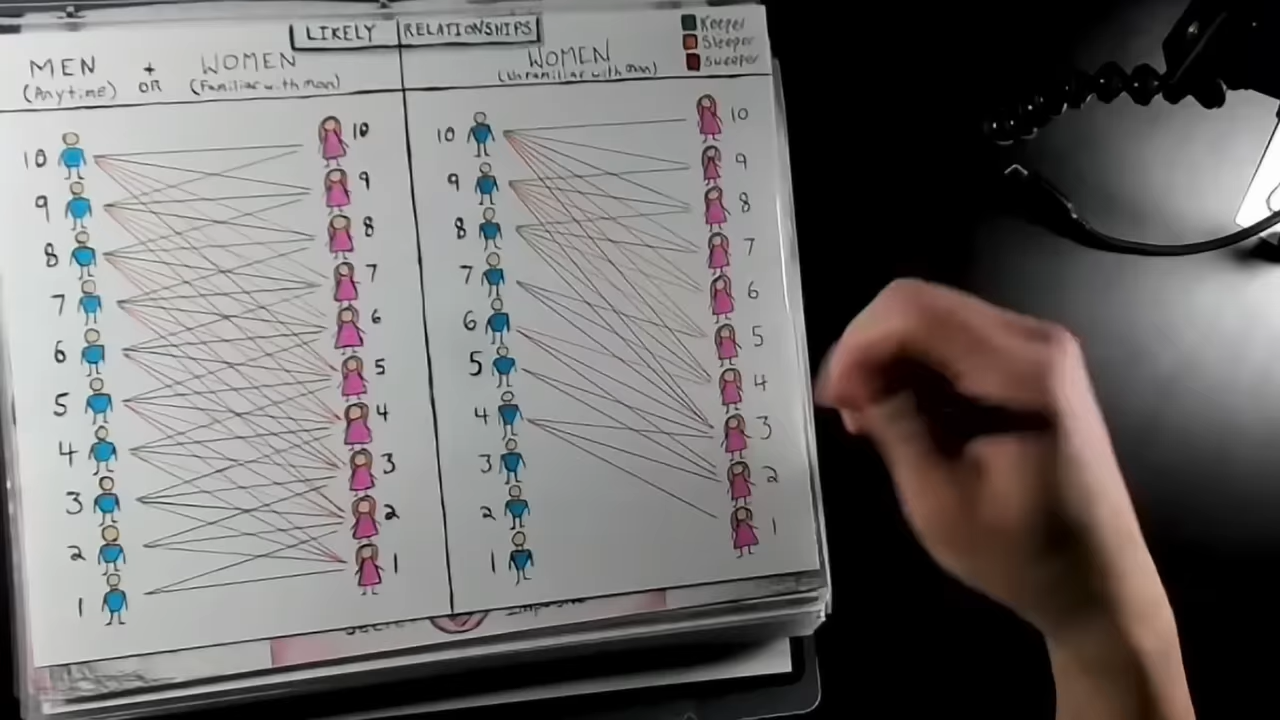 LIKELY RELATIONSHIPS
Keeper
Sleeper
Sweeper
MEN + WOMEN
(Anytime) OR (Familiar with man)
WOMEN
(Unfamiliar with man)
10 10 10 10
9 9 9 9
8 8 8 8
7 7 7 7
6 6 6 6
5 5 5 5
4 4 4 4
3 3 3 3
2 2 2 2
1 1 1 1